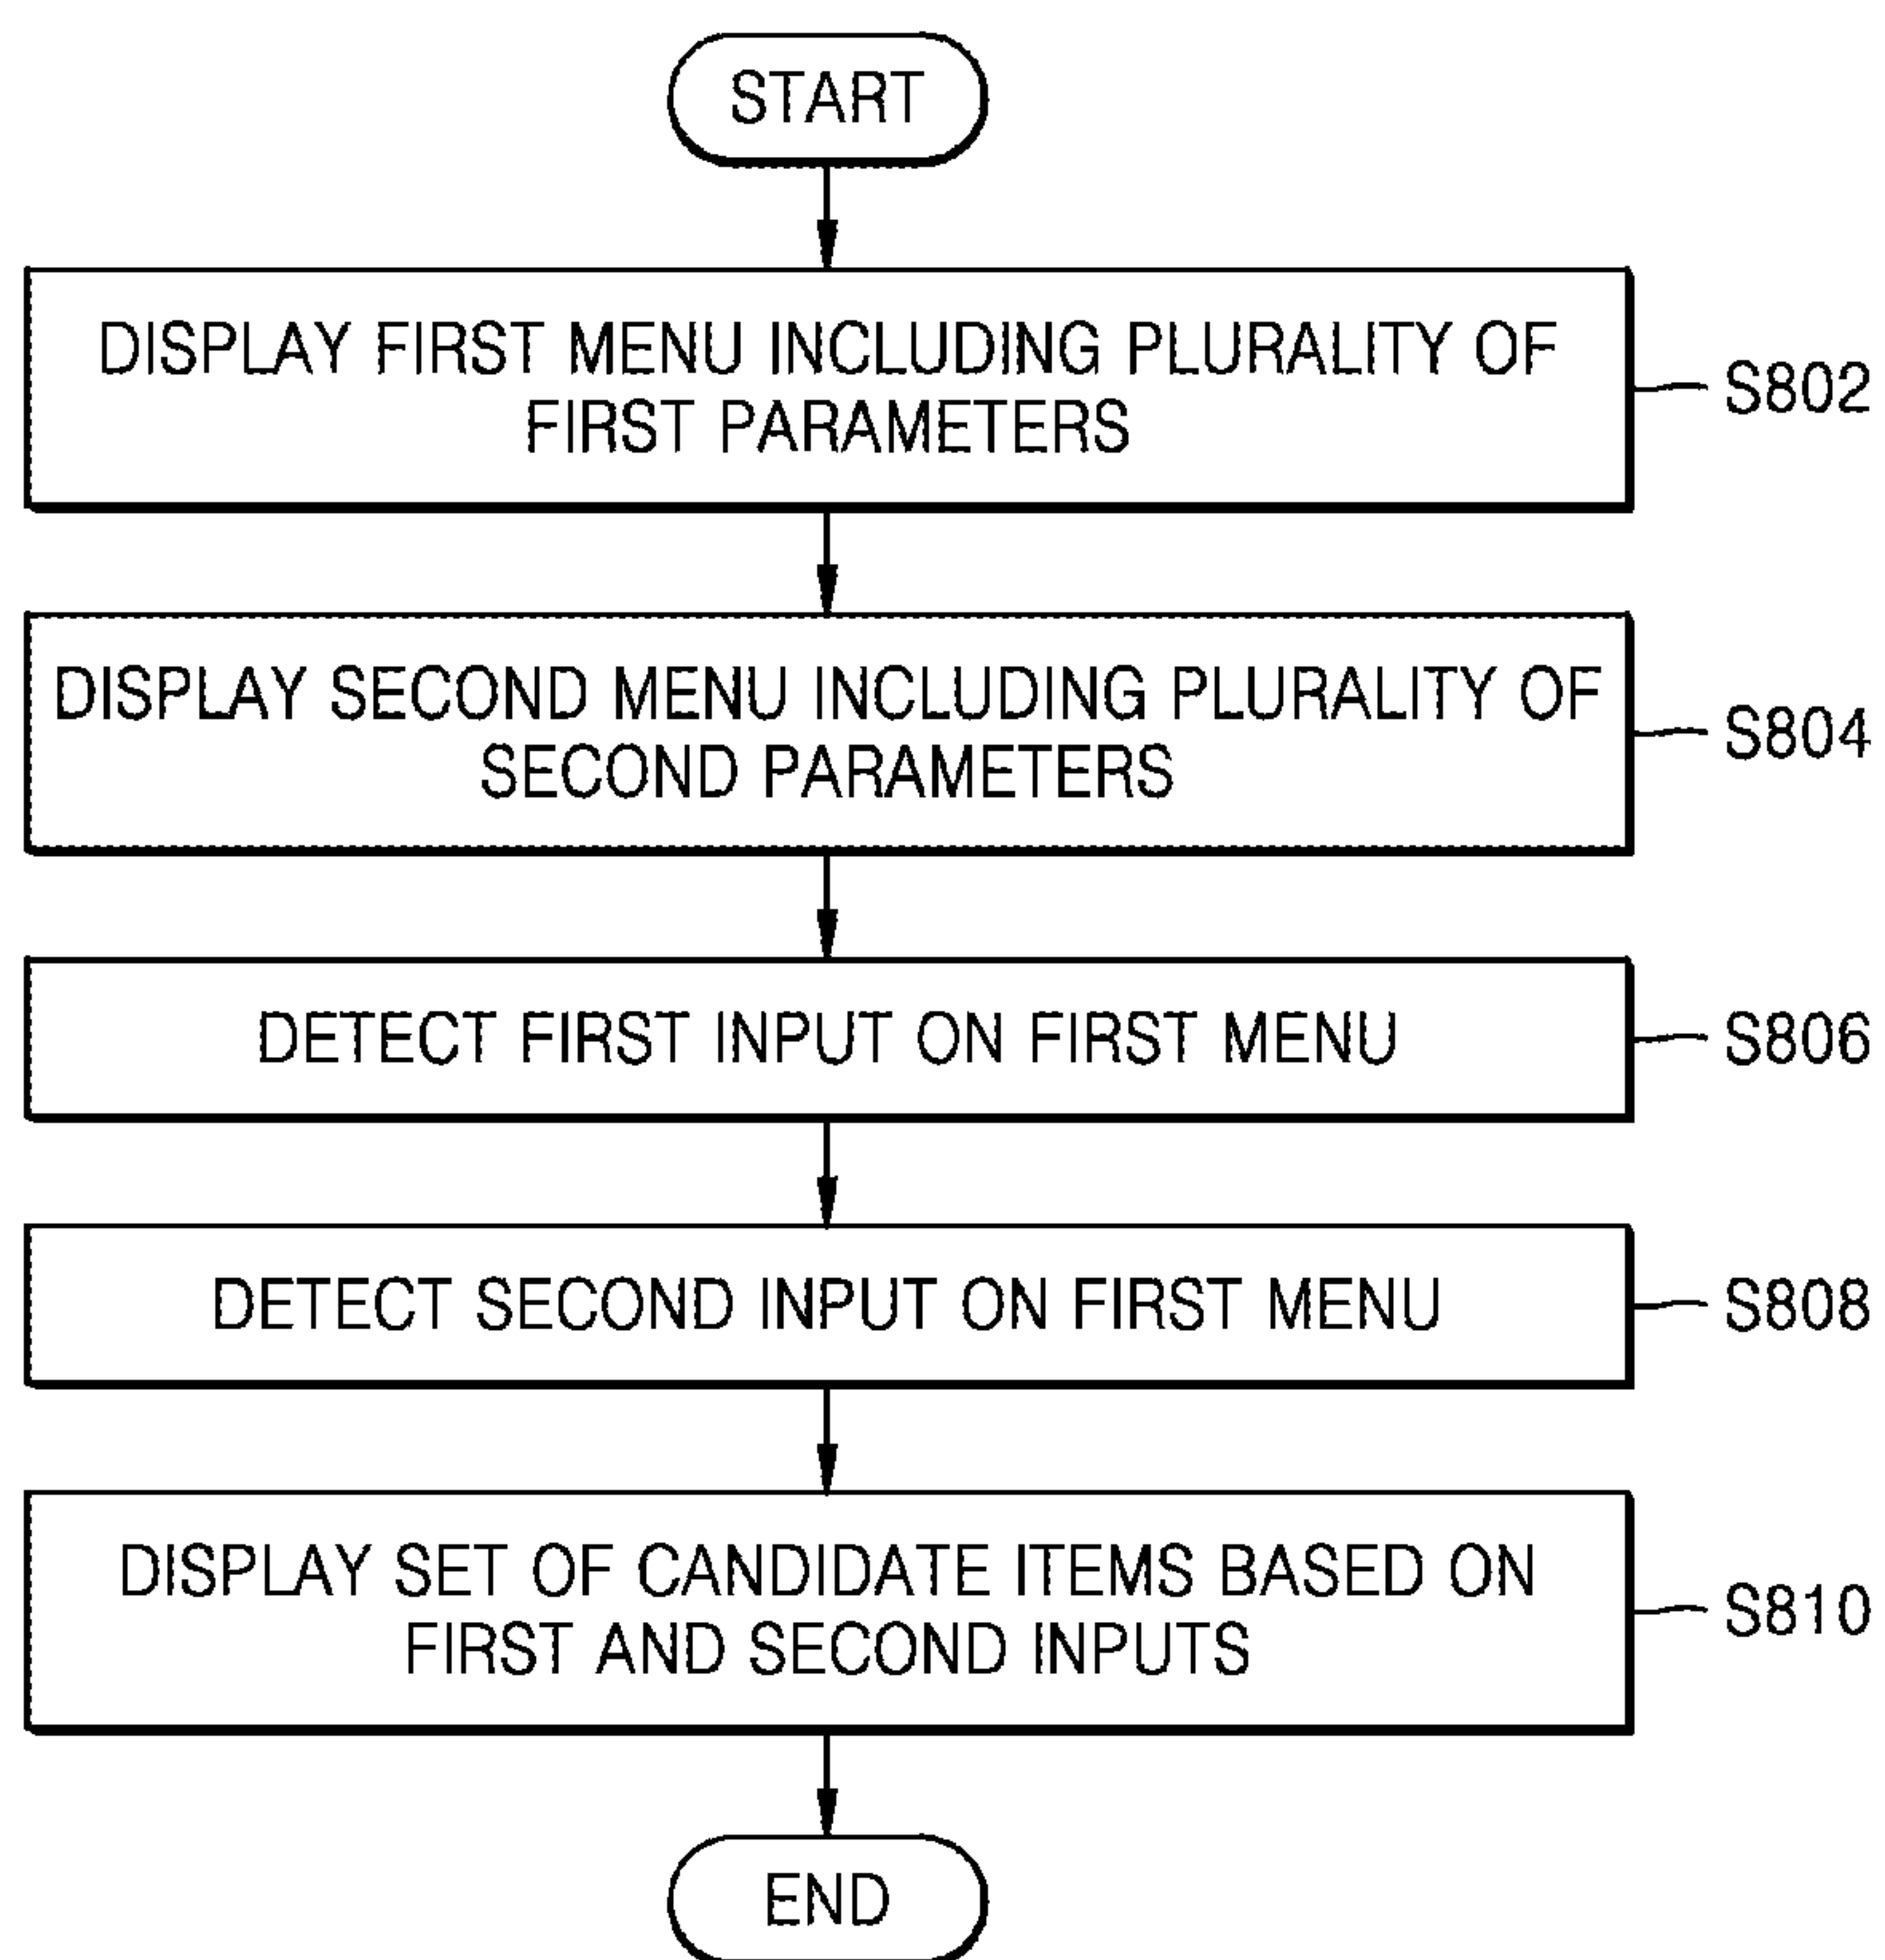 START
DISPLAY FIRST MENU INCLUDING PLURALITY OF
FIRST PARAMETERS
S802
DISPLAY SECOND MENU INCLUDING PLURALITY OF
SECOND PARAMETERS
S804
DETECT FIRST INPUT ON FIRST MENU
S806
DETECT SECOND INPUT ON FIRST MENU
S808
DISPLAY SET OF CANDIDATE ITEMS BASED ON
FIRST AND SECOND INPUTS
S810
END